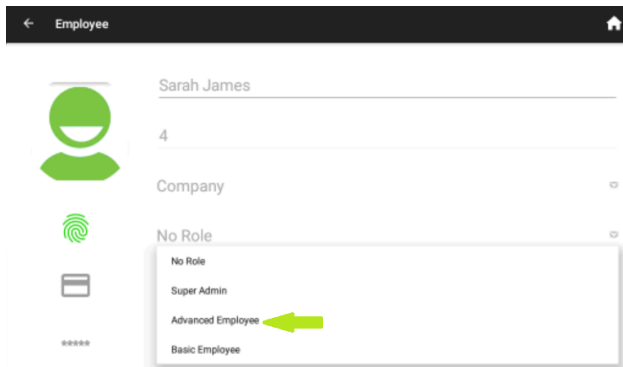 Employee
Sarah James
4
Company
No Role
No Role
Super Admin
Advanced Employee
Basic Employee
*****